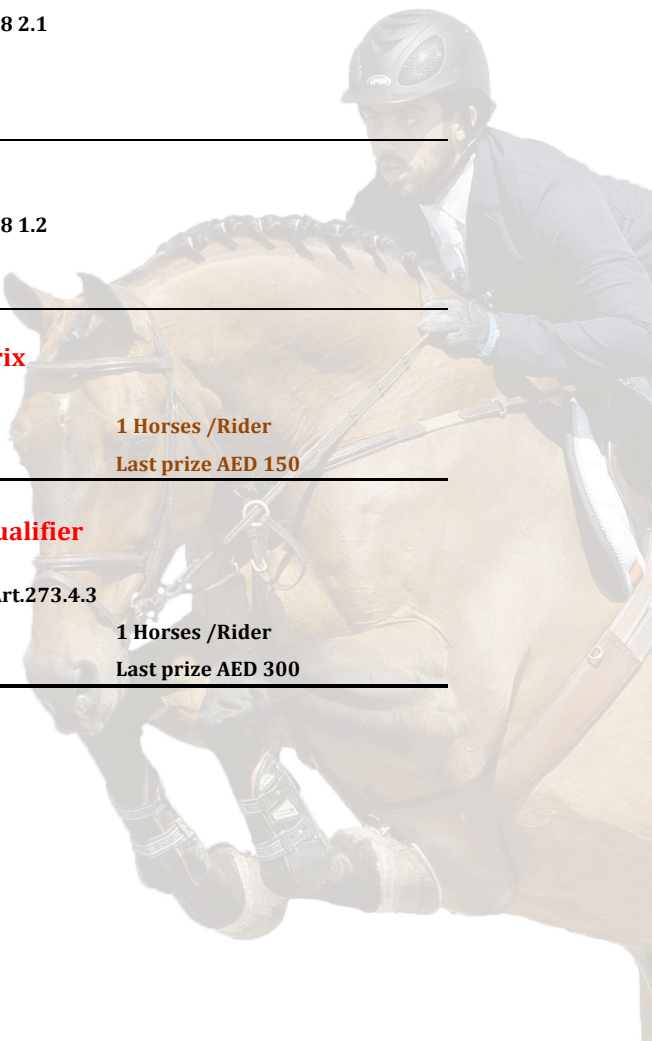 8 2.1
8 1.2
rix
1 Horses /Rider
Last prize AED 150
ualifier
Art.273.4.3
1 Horses /Rider
Last prize AED 300